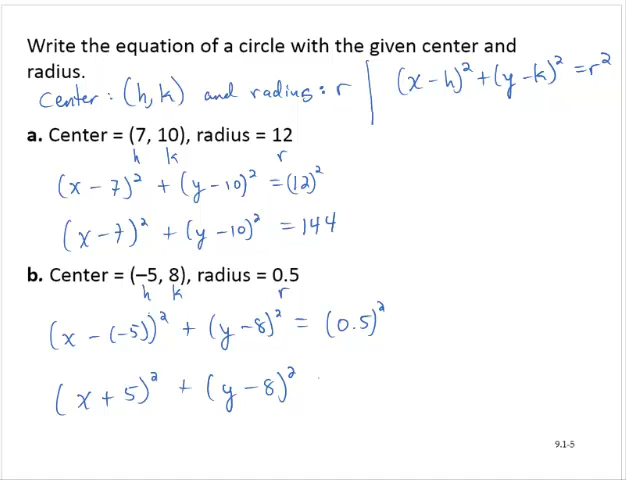 Write the equation of a circle with the given center and
radius.
Center : (h, k) and radius : r | (x - h)² + (y - k)² = r²
a. Center = (7, 10), radius = 12
h k r
(x - 7)² + (y - 10)² = (12)²
(x - 7)² + (y - 10)² = 144
b. Center = (–5, 8), radius = 0.5
h k r
(x - (-5))² + (y - 8)² = (0.5)²
(x + 5)² + (y - 8)²
9.1-5